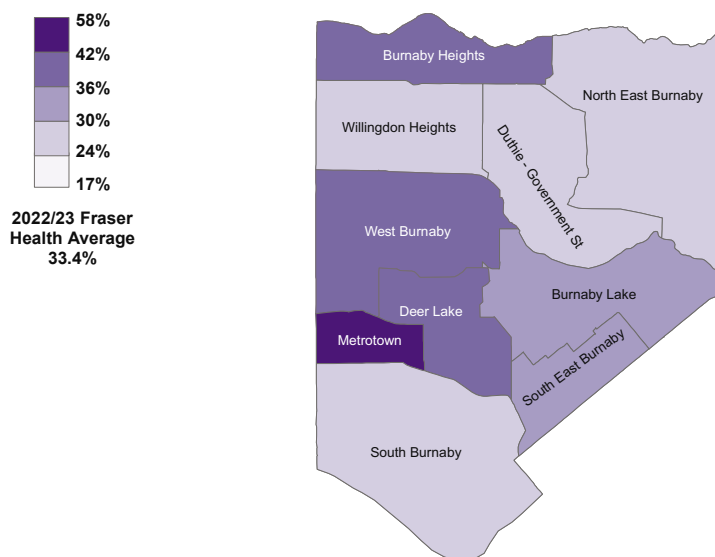 58%
42%
36%
30%
24%
17%
2022/23 Fraser
Health Average
33.4%
Burnaby Heights
North East Burnaby
Willingdon Heights
Duthie - Government St
West Burnaby
Burnaby Lake
Deer Lake
Metrotown
South East Burnaby
South Burnaby